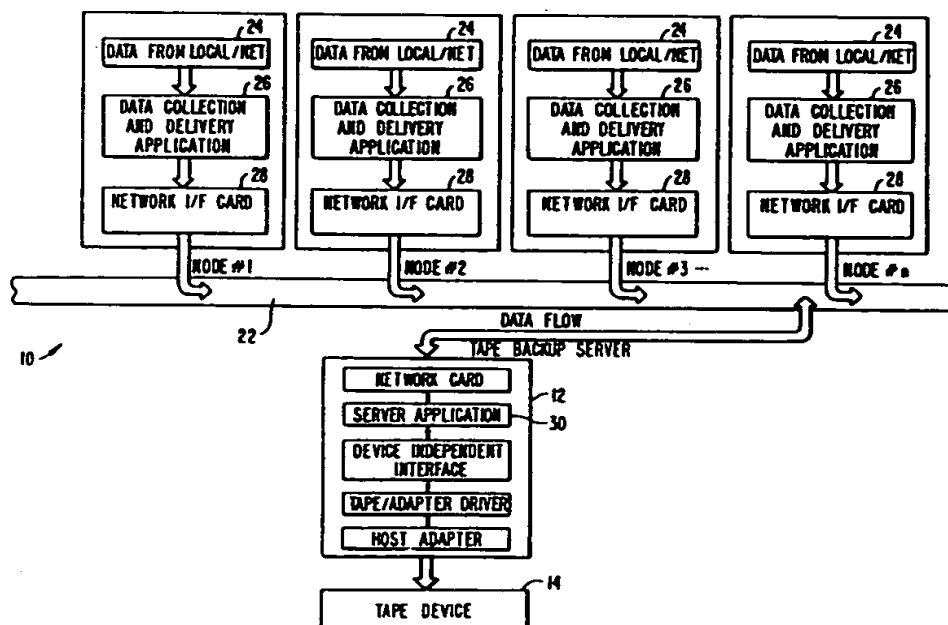 24
DATA FROM LOCAL/NET
26
DATA COLLECTION
AND DELIVERY
APPLICATION
28
NETWORK I/F CARD
NODE #1
24
DATA FROM LOCAL/NET
26
DATA COLLECTION
AND DELIVERY
APPLICATION
28
NETWORK I/F CARD
NODE #2
24
DATA FROM LOCAL/NET
26
DATA COLLECTION
AND DELIVERY
APPLICATION
28
NETWORK I/F CARD
NODE #3 ---
24
DATA FROM LOCAL/NET
26
DATA COLLECTION
AND DELIVERY
APPLICATION
28
NETWORK I/F CARD
NODE #n
22
10
DATA FLOW
TAPE BACKUP SERVER
NETWORK CARD
12
SERVER APPLICATION
30
DEVICE INDEPENDENT
INTERFACE
TAPE/ADAPTER DRIVER
HOST ADAPTER
14
TAPE DEVICE